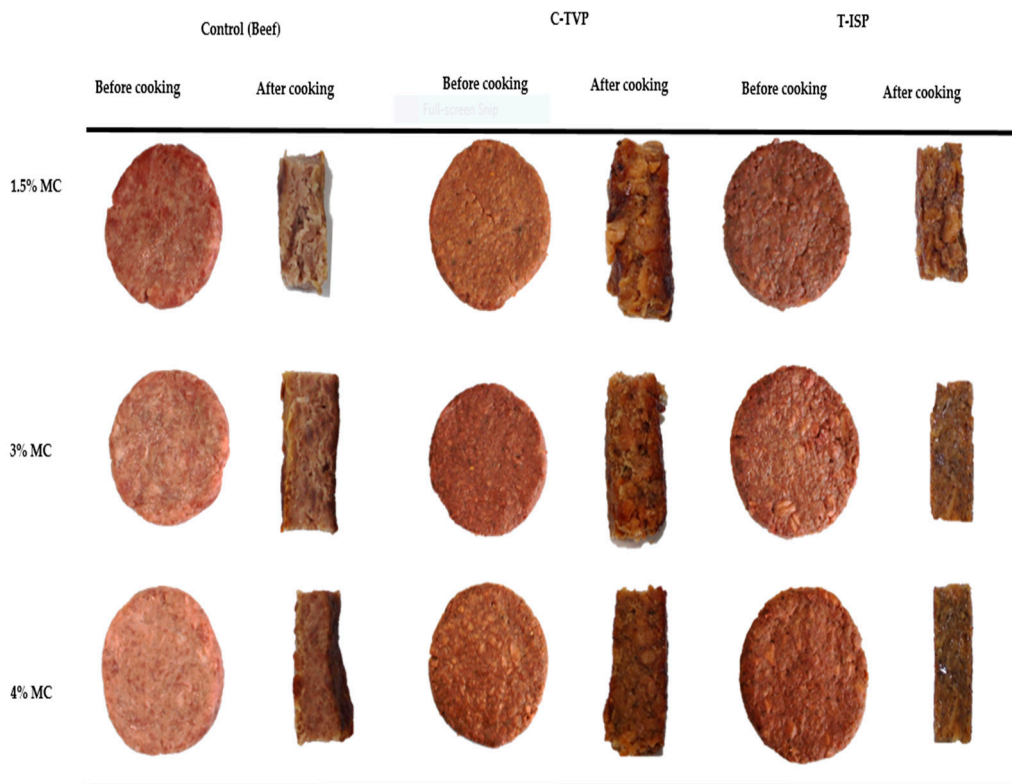 Control (Beef)
C-TVP
T-ISP
Before cooking
After cooking
Before cooking
After cooking
Before cooking
After cooking
Full-screen Snip
1.5% MC
3% MC
4% MC